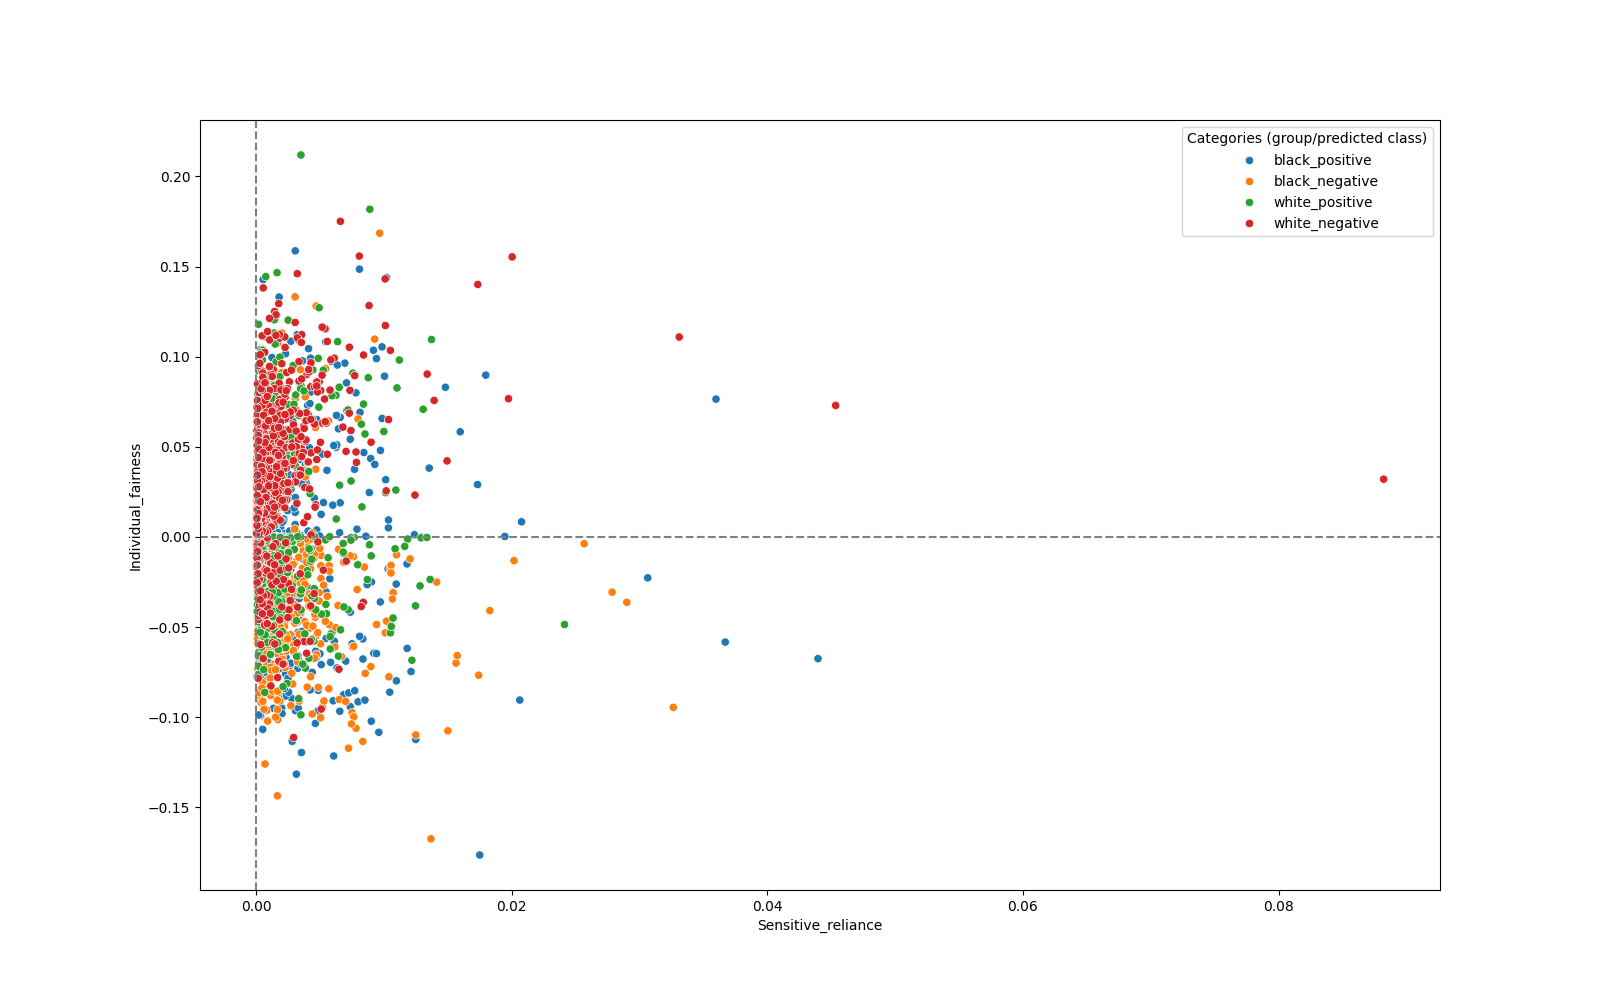 Categories (group/predicted class)
black_positive
black_negative
white_positive
white_negative
0.20
0.15
0.10
0.05
0.00
−0.05
−0.10
−0.15
Individual_fairness
0.00
0.02
0.04
0.06
0.08
Sensitive_reliance